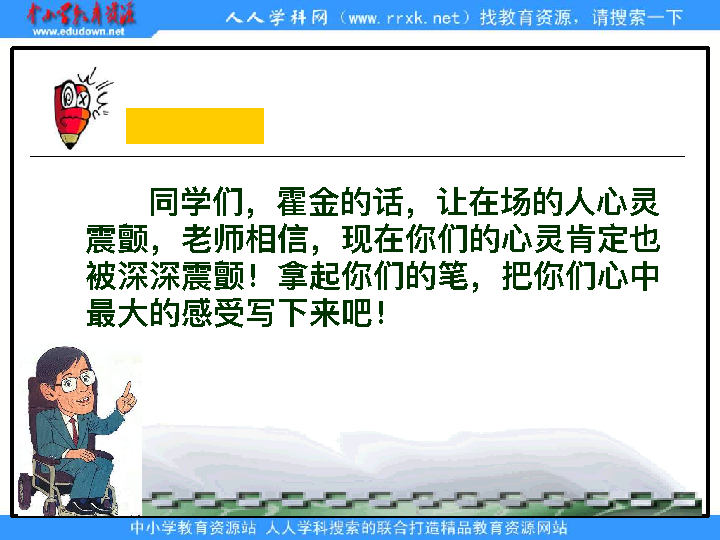 中小学教育资源
www.edudown.net
人人学科网（www.rrxk.net）找教育资源，请搜索一下
同学们，霍金的话，让在场的人心灵
震颤，老师相信，现在你们的心灵肯定也
被深深震颤！拿起你们的笔，把你们心中
最大的感受写下来吧！
中小学教育资源站 人人学科搜索的联合打造精品教育资源网站